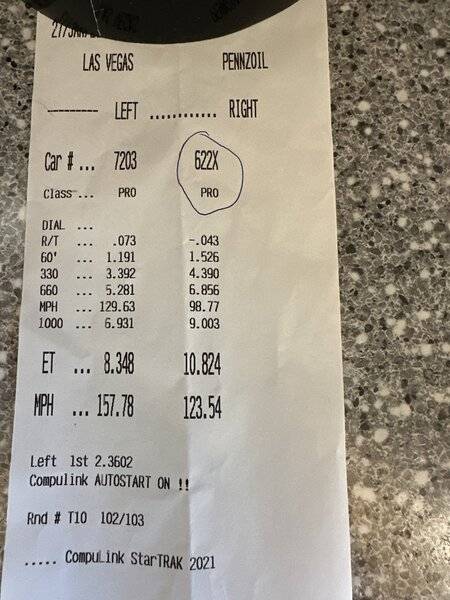 LAS VEGAS PENNZOIL
--------- LEFT ............ RIGHT
Car # ... 7203 622X
Class ... PRO PRO
DIAL ...
R/T ... .073 -.043
60' ... 1.191 1.526
330 ... 3.392 4.390
660 ... 5.281 6.856
MPH ... 129.63 98.77
1000 ... 6.931 9.003
ET ... 8.348 10.824
MPH ... 157.78 123.54
Left 1st 2.3602
Compulink AUTOSTART ON !!
Rnd # T10 102/103
..... CompuLink StarTRAK 2021